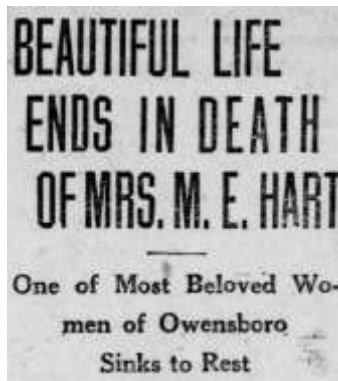 BEAUTIFUL LIFE
ENDS IN DEATH
OF MRS. M. E. HART
One of Most Beloved Wo-
men of Owensboro
Sinks to Rest